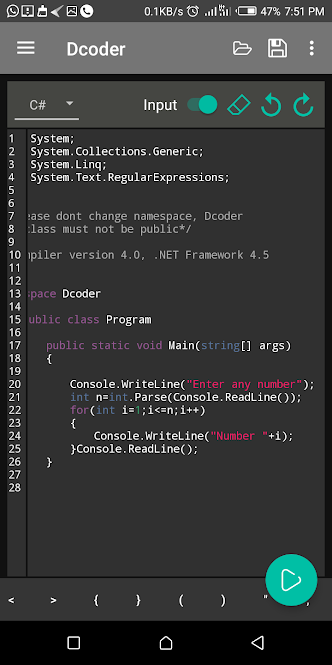 0.1KB/s 47% 7:51 PM
Dcoder
C# Input
1 System;
2 System.Collections.Generic;
3 System.Linq;
4 System.Text.RegularExpressions;
5
6
7 ease dont change namespace, Dcoder
8 class must not be public*/
9
10 mpiler version 4.0, .NET Framework 4.5
11
12
13 space Dcoder
14
15 ublic class Program
16
17 public static void Main(string[] args)
18 {
19
20 Console.WriteLine("Enter any number");
21 int n=int.Parse(Console.ReadLine());
22 for(int i=1;i<=n;i++)
23 {
24 Console.WriteLine("Number "+i);
25 }Console.ReadLine();
26 }
27
28
< > { } ( ) " ;